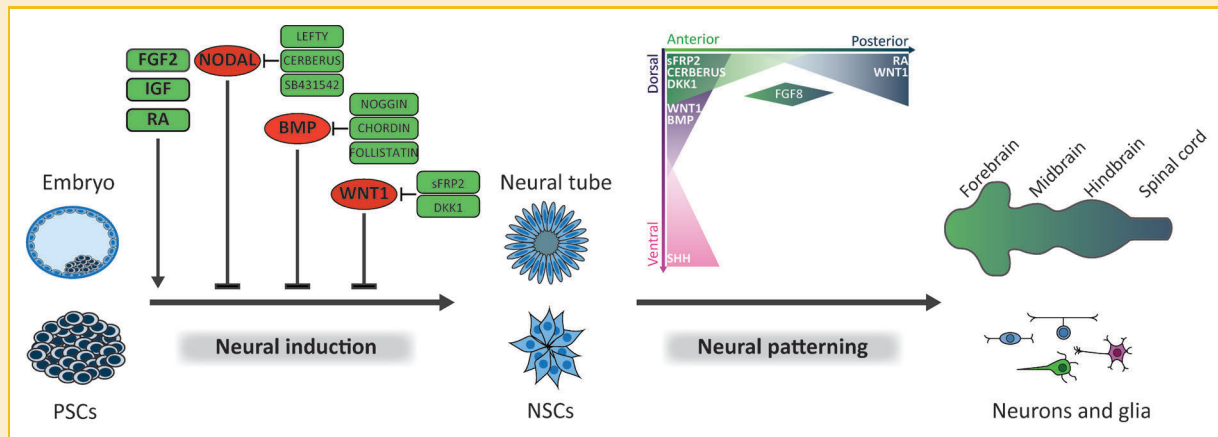 FGF2
IGF
RA
NODAL
LEFTY
CERBERUS
SB431542
BMP
NOGGIN
CHORDIN
FOLLISTATIN
WNT1
sFRP2
DKK1
Embryo
PSCs
Neural induction
Neural tube
NSCs
Anterior
Posterior
Dorsal
Ventral
sFRP2
CERBERUS
DKK1
WNT1
BMP
SHH
FGF8
RA
WNT1
Neural patterning
Forebrain
Midbrain
Hindbrain
Spinal cord
Neurons and glia